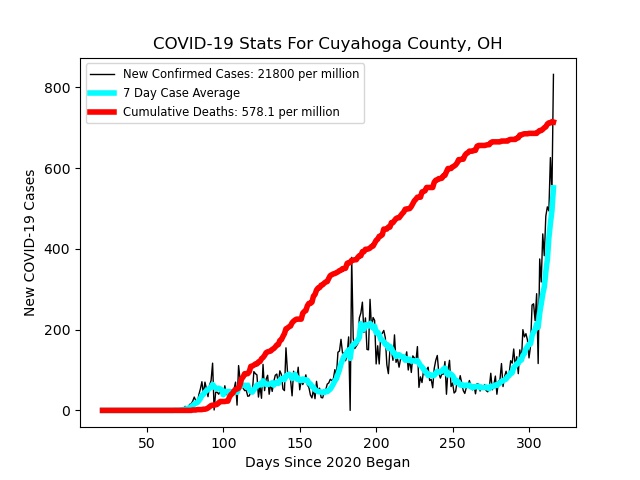 COVID-19 Stats For Cuyahoga County, OH
New Confirmed Cases: 21800 per million
7 Day Case Average
Cumulative Deaths: 578.1 per million
New COVID-19 Cases
800
600
400
200
0
50 100 150 200 250 300
Days Since 2020 Began